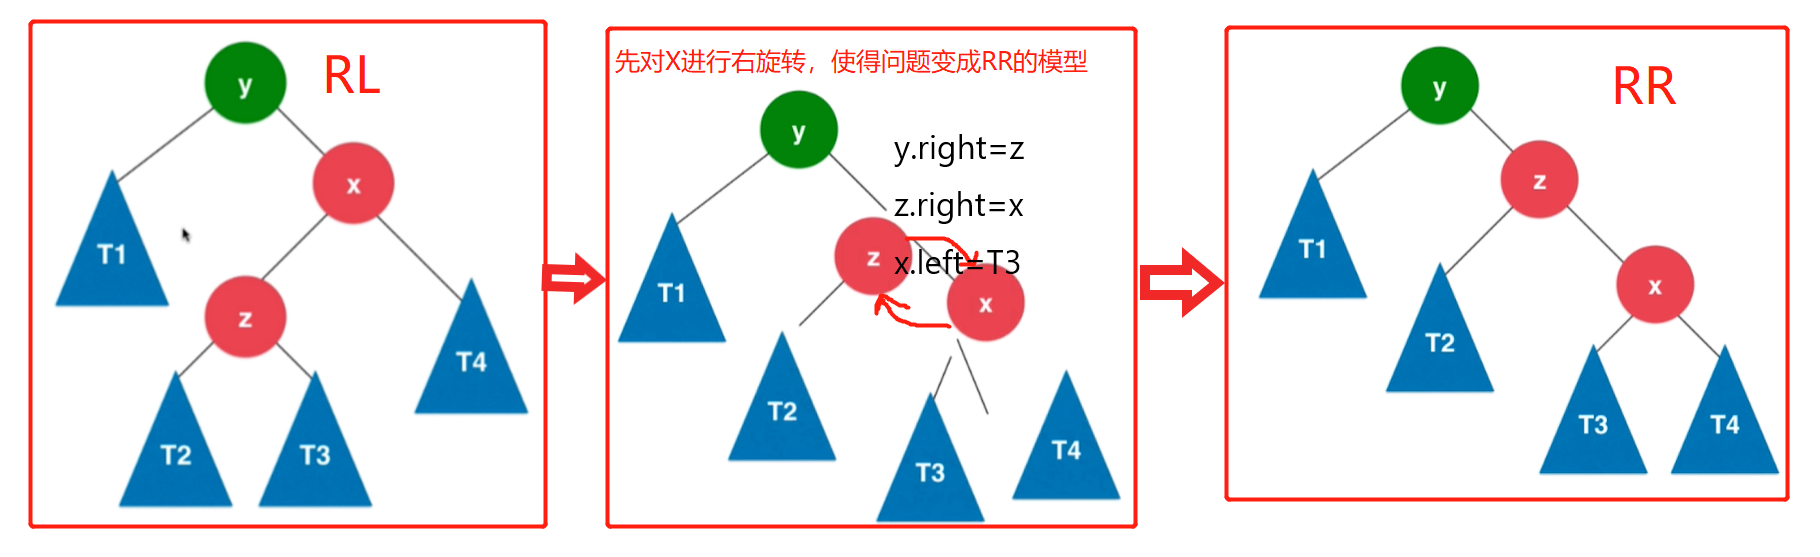 y
RL
x
T1
z
T4
T2
T3
先对X进行右旋转，使得问题变成RR的模型
y
y.right=z
z.right=x
z
x.left=T3
T1
x
T2
T3
T4
y
RR
z
T1
x
T2
T3
T4